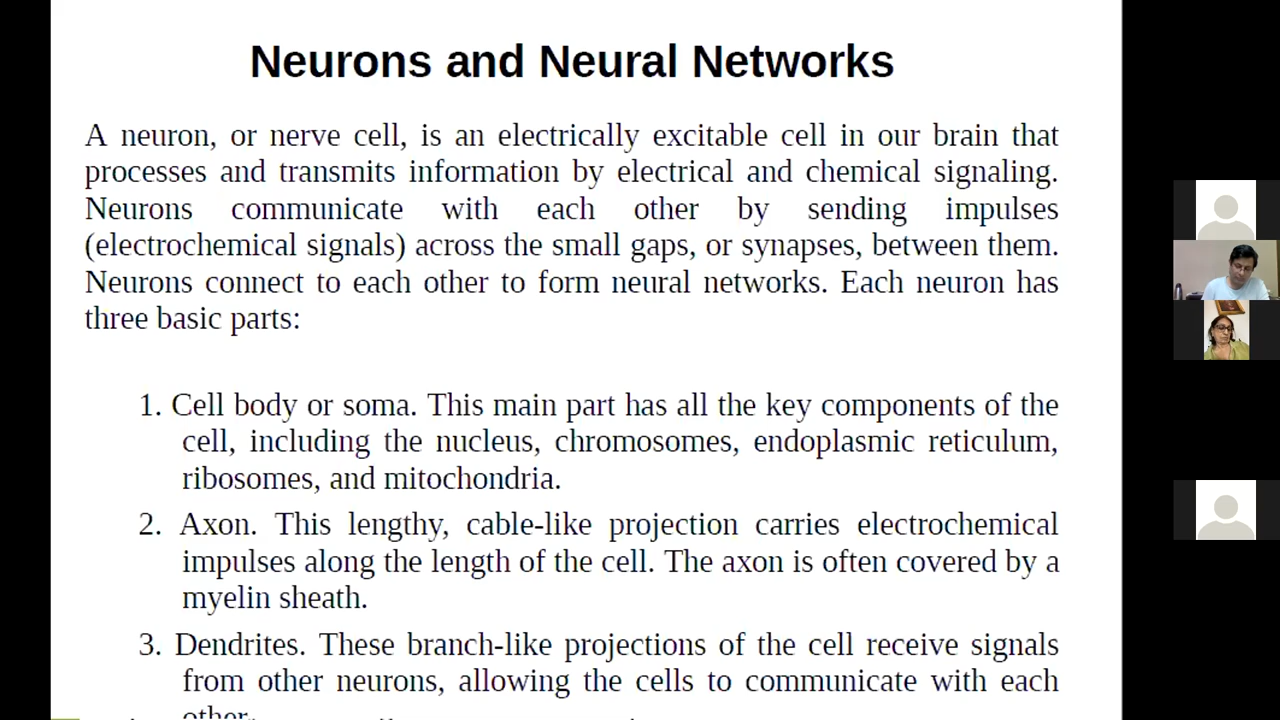 Neurons and Neural Networks
A neuron, or nerve cell, is an electrically excitable cell in our brain that
processes and transmits information by electrical and chemical signaling.
Neurons communicate with each other by sending impulses
(electrochemical signals) across the small gaps, or synapses, between them.
Neurons connect to each other to form neural networks. Each neuron has
three basic parts:
1. Cell body or soma. This main part has all the key components of the
cell, including the nucleus, chromosomes, endoplasmic reticulum,
ribosomes, and mitochondria.
2. Axon. This lengthy, cable-like projection carries electrochemical
impulses along the length of the cell. The axon is often covered by a
myelin sheath.
3. Dendrites. These branch-like projections of the cell receive signals
from other neurons, allowing the cells to communicate with each
other.